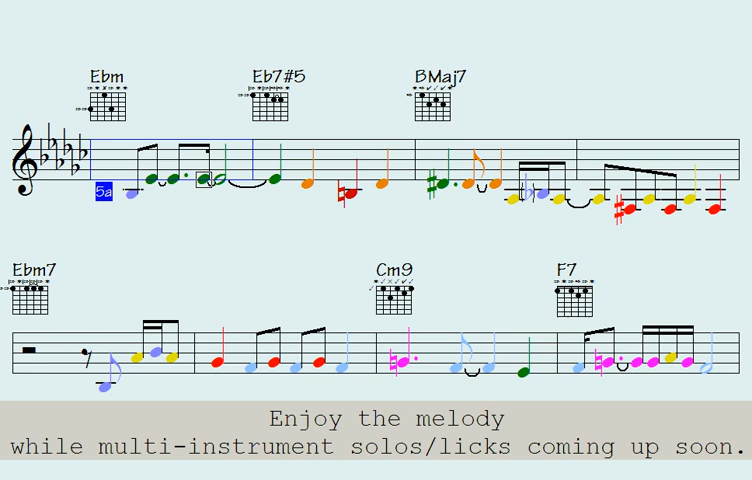 Ebm Eb7#5 BMaj7
5a
Ebm7 Cm9 F7
Enjoy the melody
while multi-instrument solos/licks coming up soon.